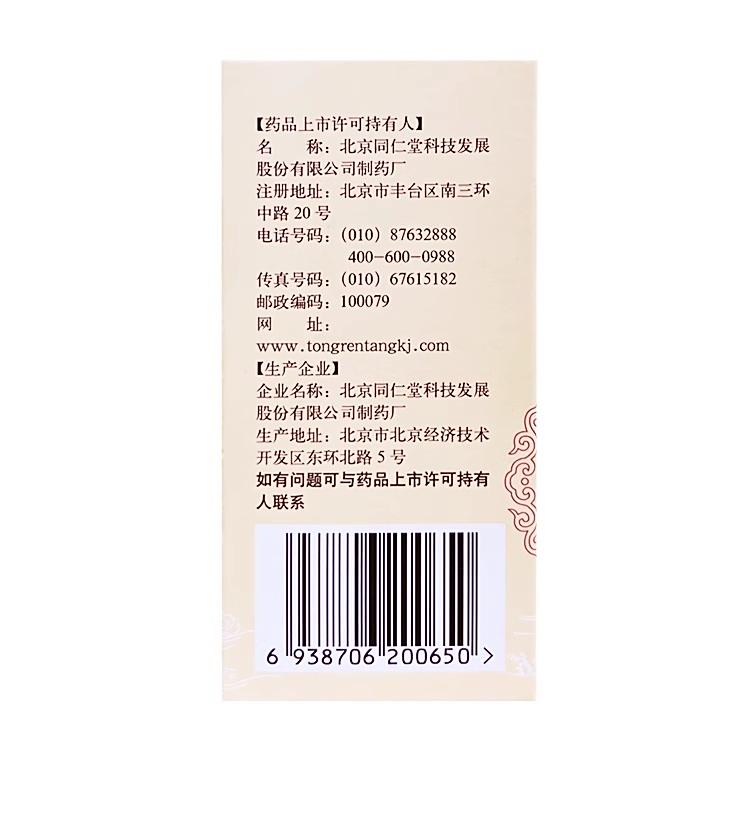 【药品上市许可持有人】
名　　称：北京同仁堂科技发展
股份有限公司制药厂
注册地址：北京市丰台区南三环
中路 20 号
电话号码：（010）87632888
400-600-0988
传真号码：（010）67615182
邮政编码：100079
网　　址：
www.tongrentangkj.com
【生产企业】
企业名称：北京同仁堂科技发展
股份有限公司制药厂
生产地址：北京市北京经济技术
开发区东环北路 5 号
如有问题可与药品上市许可持有
人联系
6 938706 200650 >